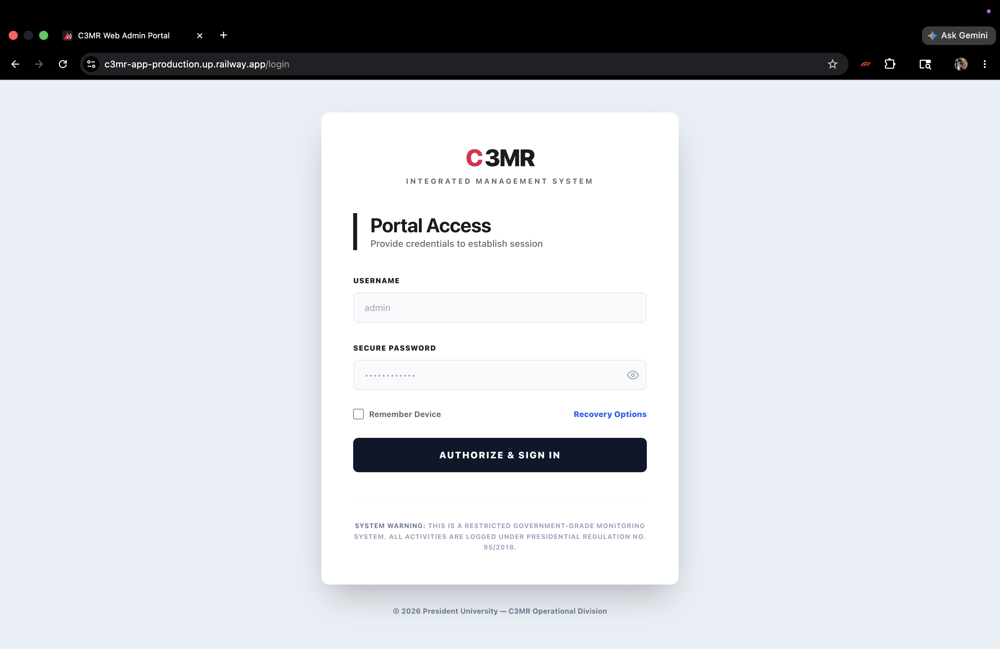 C3MR Web Admin Portal
Ask Gemini
c3mr-app-production.up.railway.app/login
C3MR
INTEGRATED MANAGEMENT SYSTEM
Portal Access
Provide credentials to establish session
USERNAME
admin
SECURE PASSWORD
••••••••••••
Remember Device
Recovery Options
AUTHORIZE & SIGN IN
SYSTEM WARNING: THIS IS A RESTRICTED GOVERNMENT-GRADE MONITORING
SYSTEM. ALL ACTIVITIES ARE LOGGED UNDER PRESIDENTIAL REGULATION NO.
95/2018.
© 2026 President University — C3MR Operational Division